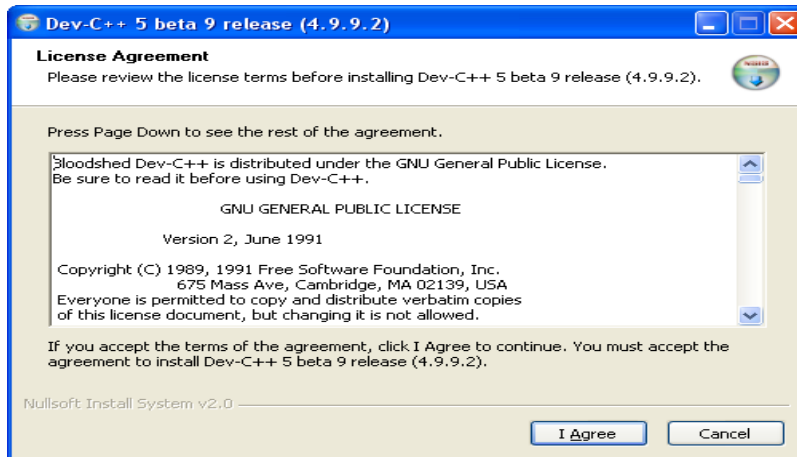 Dev-C++ 5 beta 9 release (4.9.9.2)
License Agreement
Please review the license terms before installing Dev-C++ 5 beta 9 release (4.9.9.2).
Press Page Down to see the rest of the agreement.
Bloodshed Dev-C++ is distributed under the GNU General Public License.
Be sure to read it before using Dev-C++.
GNU GENERAL PUBLIC LICENSE
Version 2, June 1991
Copyright (C) 1989, 1991 Free Software Foundation, Inc.
675 Mass Ave, Cambridge, MA 02139, USA
Everyone is permitted to copy and distribute verbatim copies
of this license document, but changing it is not allowed.
If you accept the terms of the agreement, click I Agree to continue. You must accept the
agreement to install Dev-C++ 5 beta 9 release (4.9.9.2).
Nullsoft Install System v2.0
I Agree
Cancel